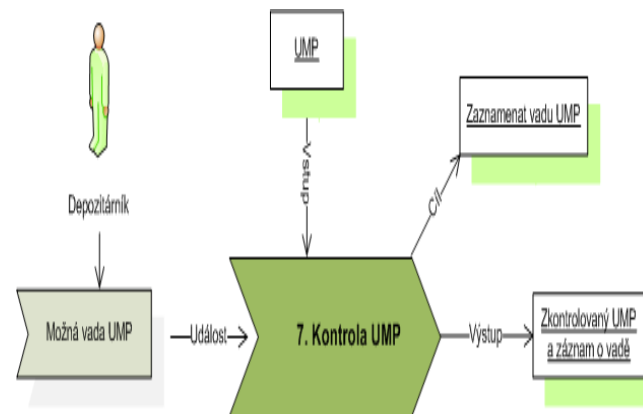 UMP
Zaznamenat vadu UMP
Vstup
Cíl
Depozitárník
Možná vada UMP
Událost
7. Kontrola UMP
Výstup
Zkontrolovaný UMP
a záznam o vadě